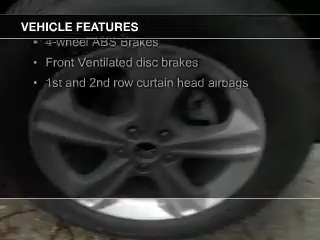 VEHICLE FEATURES
• 4-wheel ABS Brakes
• Front Ventilated disc brakes
• 1st and 2nd row curtain head airbags